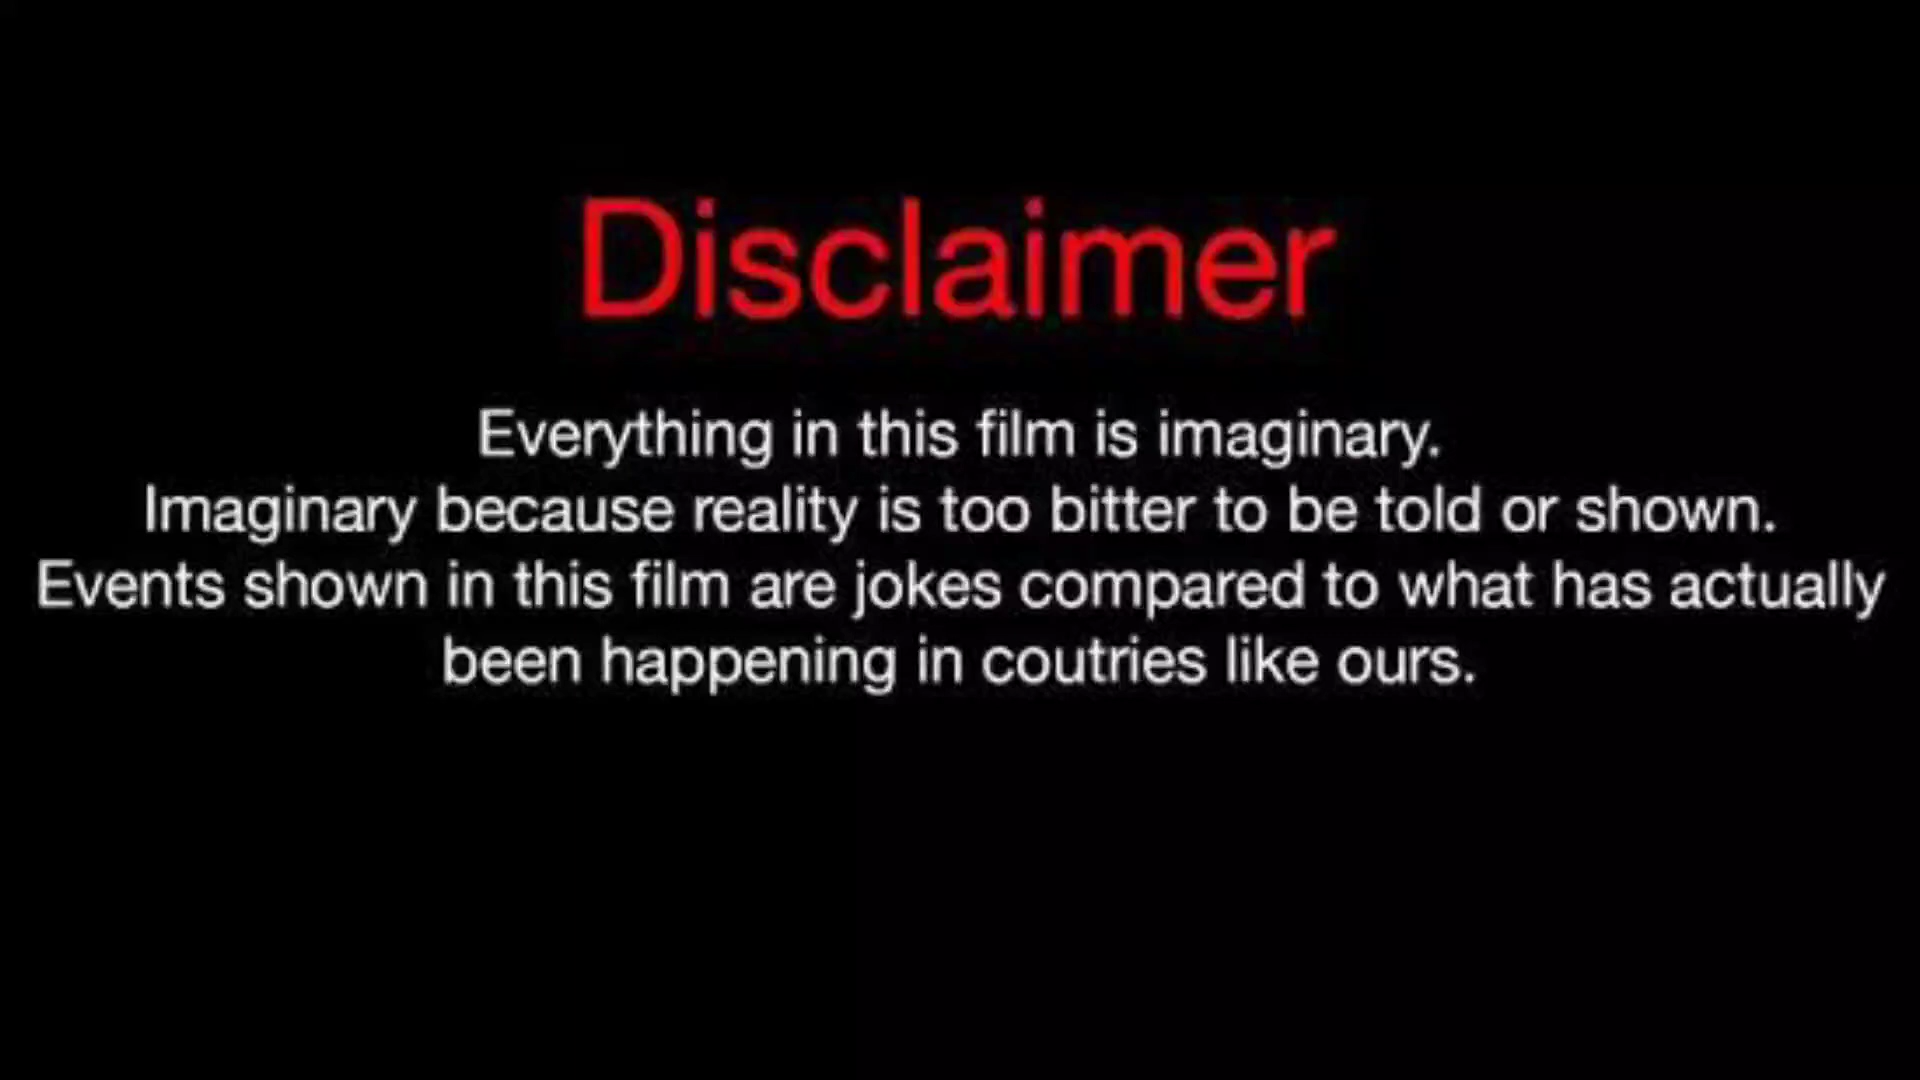 Disclaimer
Everything in this film is imaginary.
Imaginary because reality is too bitter to be told or shown.
Events shown in this film are jokes compared to what has actually
been happening in coutries like ours.